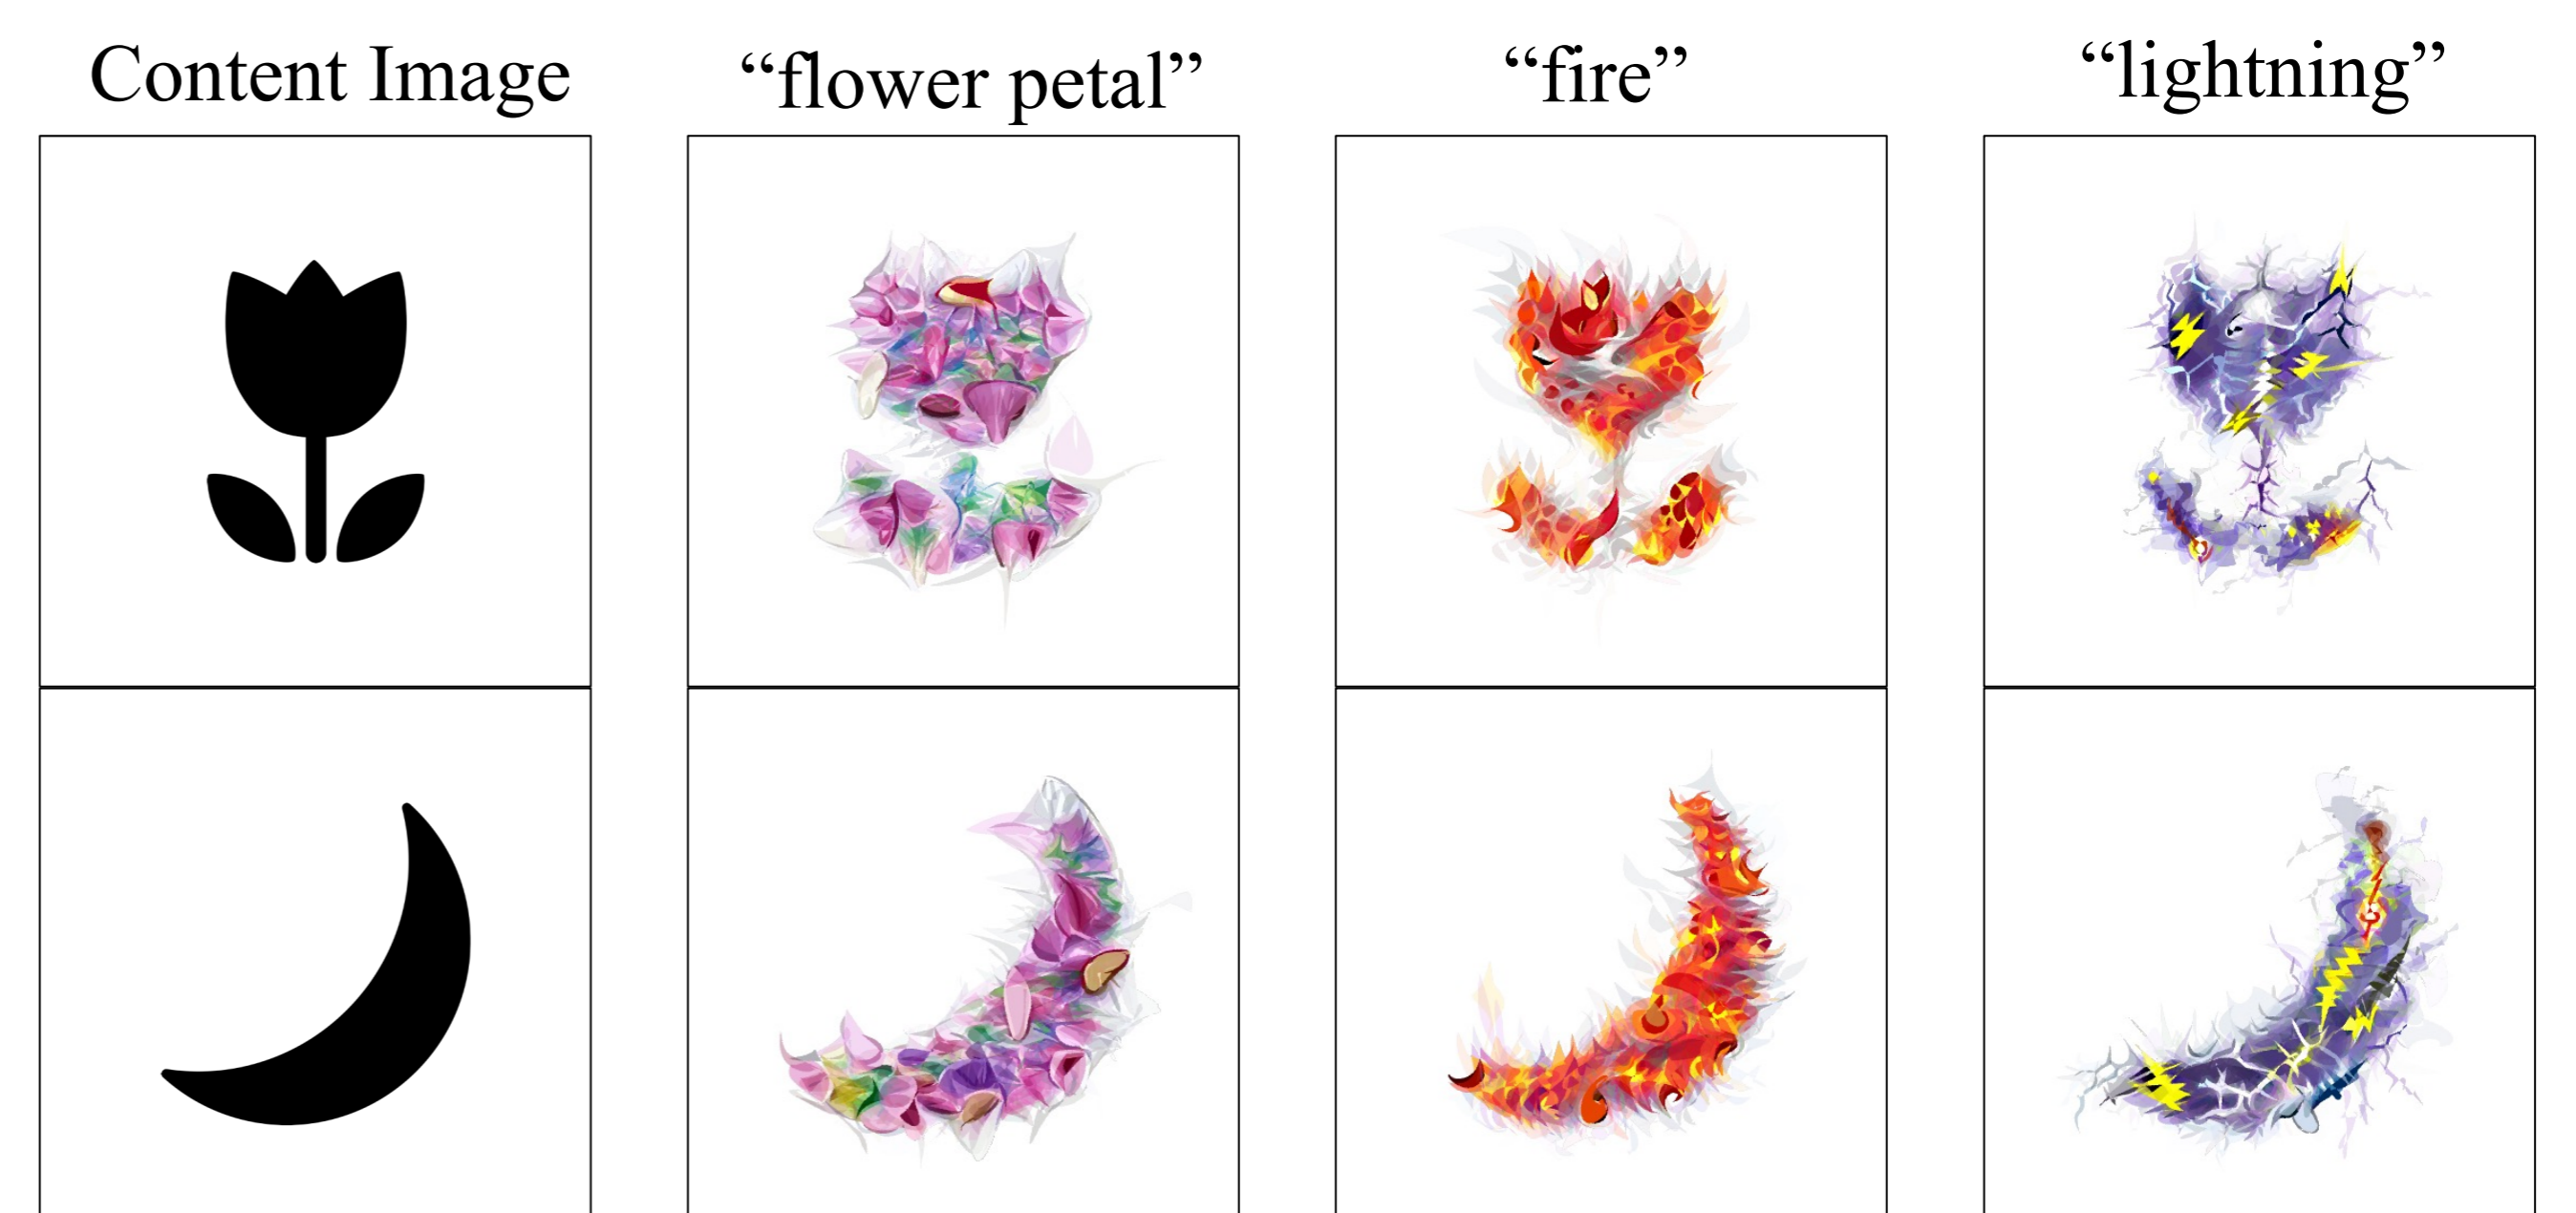 Content Image
“flower petal”
“fire”
“lightning”